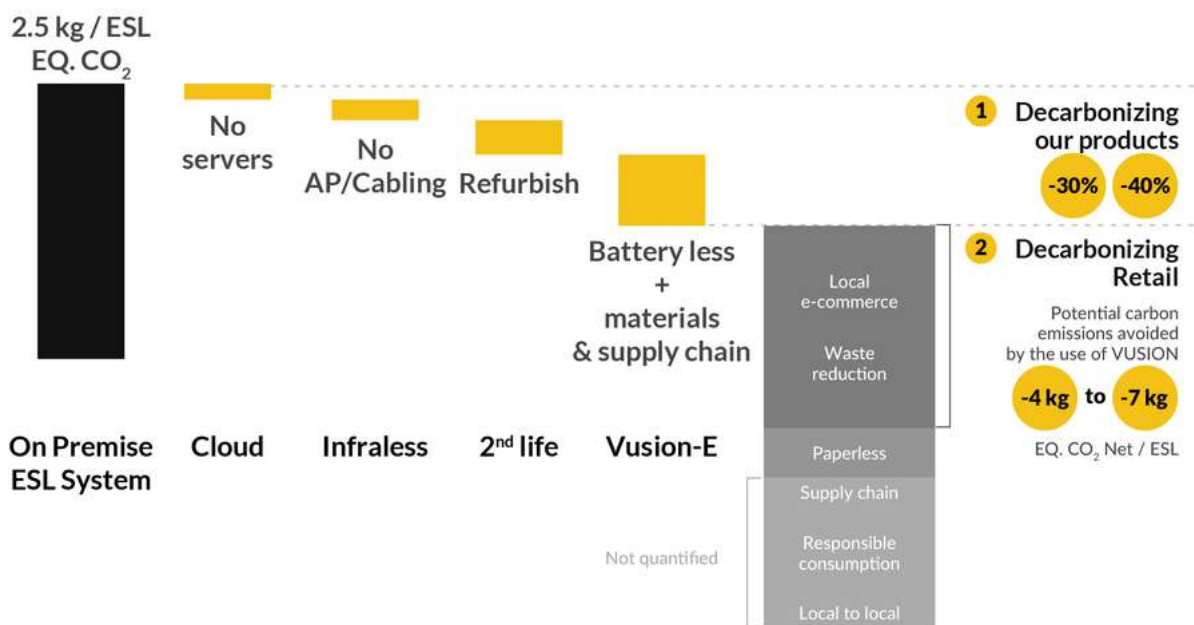 2.5 kg / ESL
EQ. CO₂
No
servers
No
AP/Cabling
Refurbish
Battery less
+
materials
& supply chain
On Premise
ESL System
Cloud
Infraless
2nd life
Vusion-E
Local
e-commerce
Waste
reduction
Paperless
Supply chain
Responsible
consumption
Local to local
Not quantified
1 Decarbonizing
our products
-30% -40%
2 Decarbonizing
Retail
Potential carbon
emissions avoided
by the use of VUSION
-4 kg to -7 kg
EQ. CO₂ Net / ESL